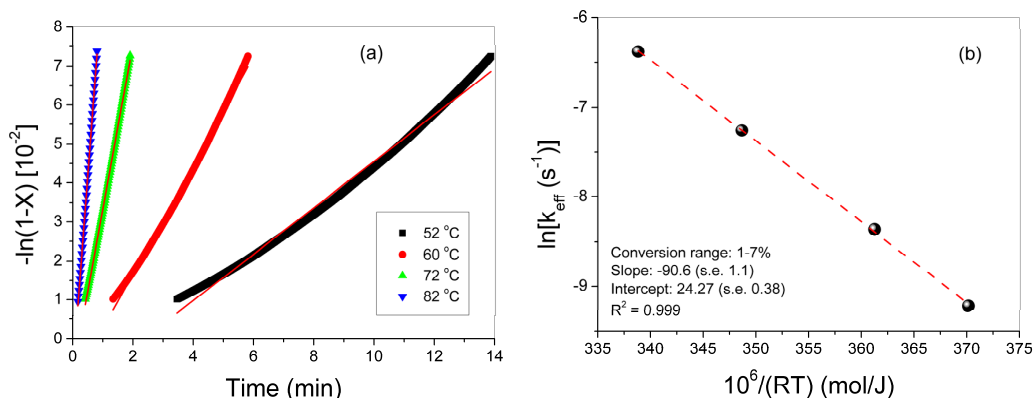 (a)
-ln(1-X) [10⁻²]
8
7
6
5
4
3
2
1
0
0 2 4 6 8 10 12 14
Time (min)
52 °C
60 °C
72 °C
82 °C
(b)
ln[k_eff (s⁻¹)]
-6
-7
-8
-9
Conversion range: 1-7%
Slope: -90.6 (s.e. 1.1)
Intercept: 24.27 (s.e. 0.38)
R² = 0.999
335 340 345 350 355 360 365 370 375
10⁶/(RT) (mol/J)